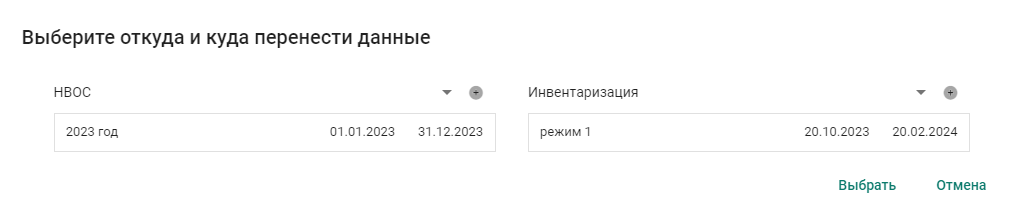 Выберите откуда и куда перенести данные
НВОС
Инвентаризация
2023 год 01.01.2023 31.12.2023
режим 1 20.10.2023 20.02.2024
Выбрать Отмена